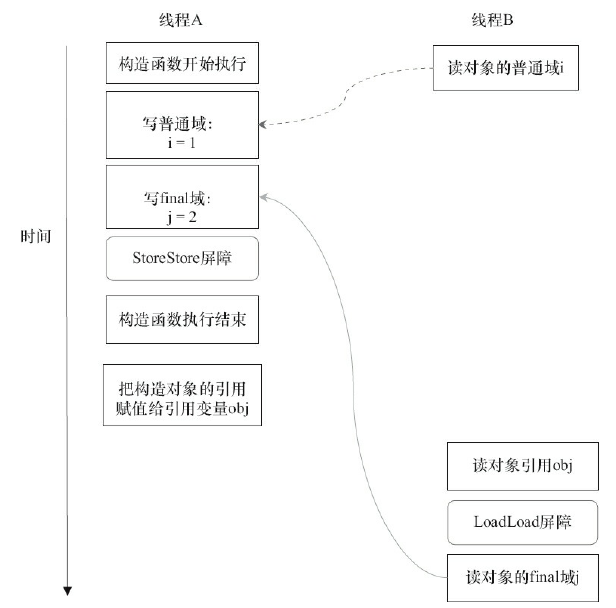 线程A
线程B
构造函数开始执行
读对象的普通域i
写普通域：
i = 1
写final域：
j = 2
时间
StoreStore屏障
构造函数执行结束
把构造对象的引用
赋值给引用变量obj
读对象引用obj
LoadLoad屏障
读对象的final域j